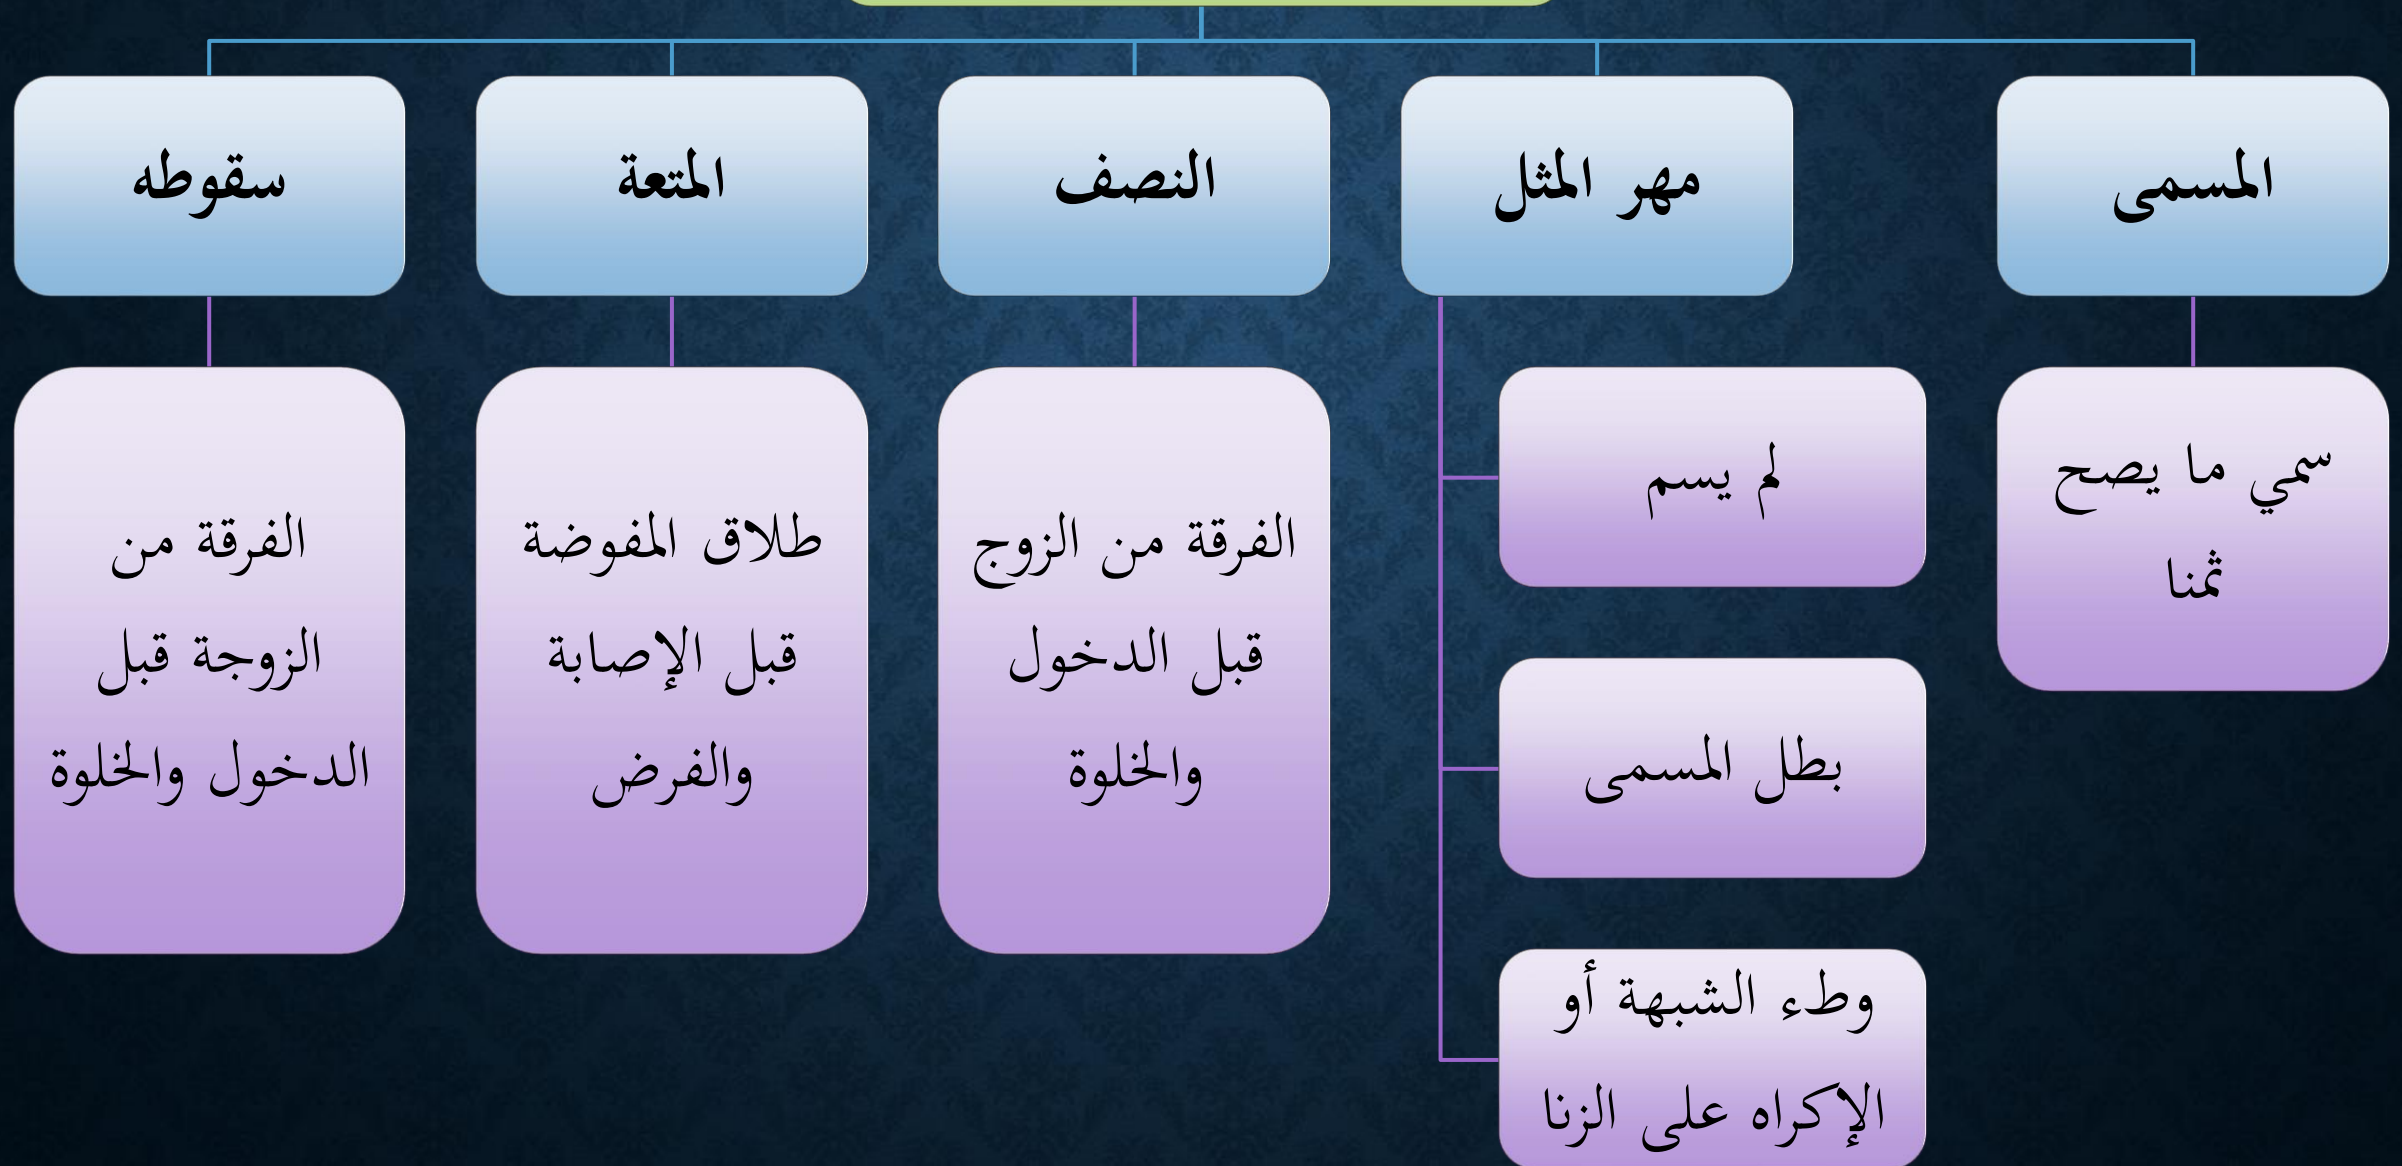 المسمى
سمي ما يصح
ثمنا
مهر المثل
لم يسم
بطل المسمى
وطء الشبهة أو
الإكراه على الزنا
النصف
الفرقة من الزوج
قبل الدخول
والخلوة
المتعة
طلاق المفوضة
قبل الإصابة
والفرض
سقوطه
الفرقة من
الزوجة قبل
الدخول والخلوة